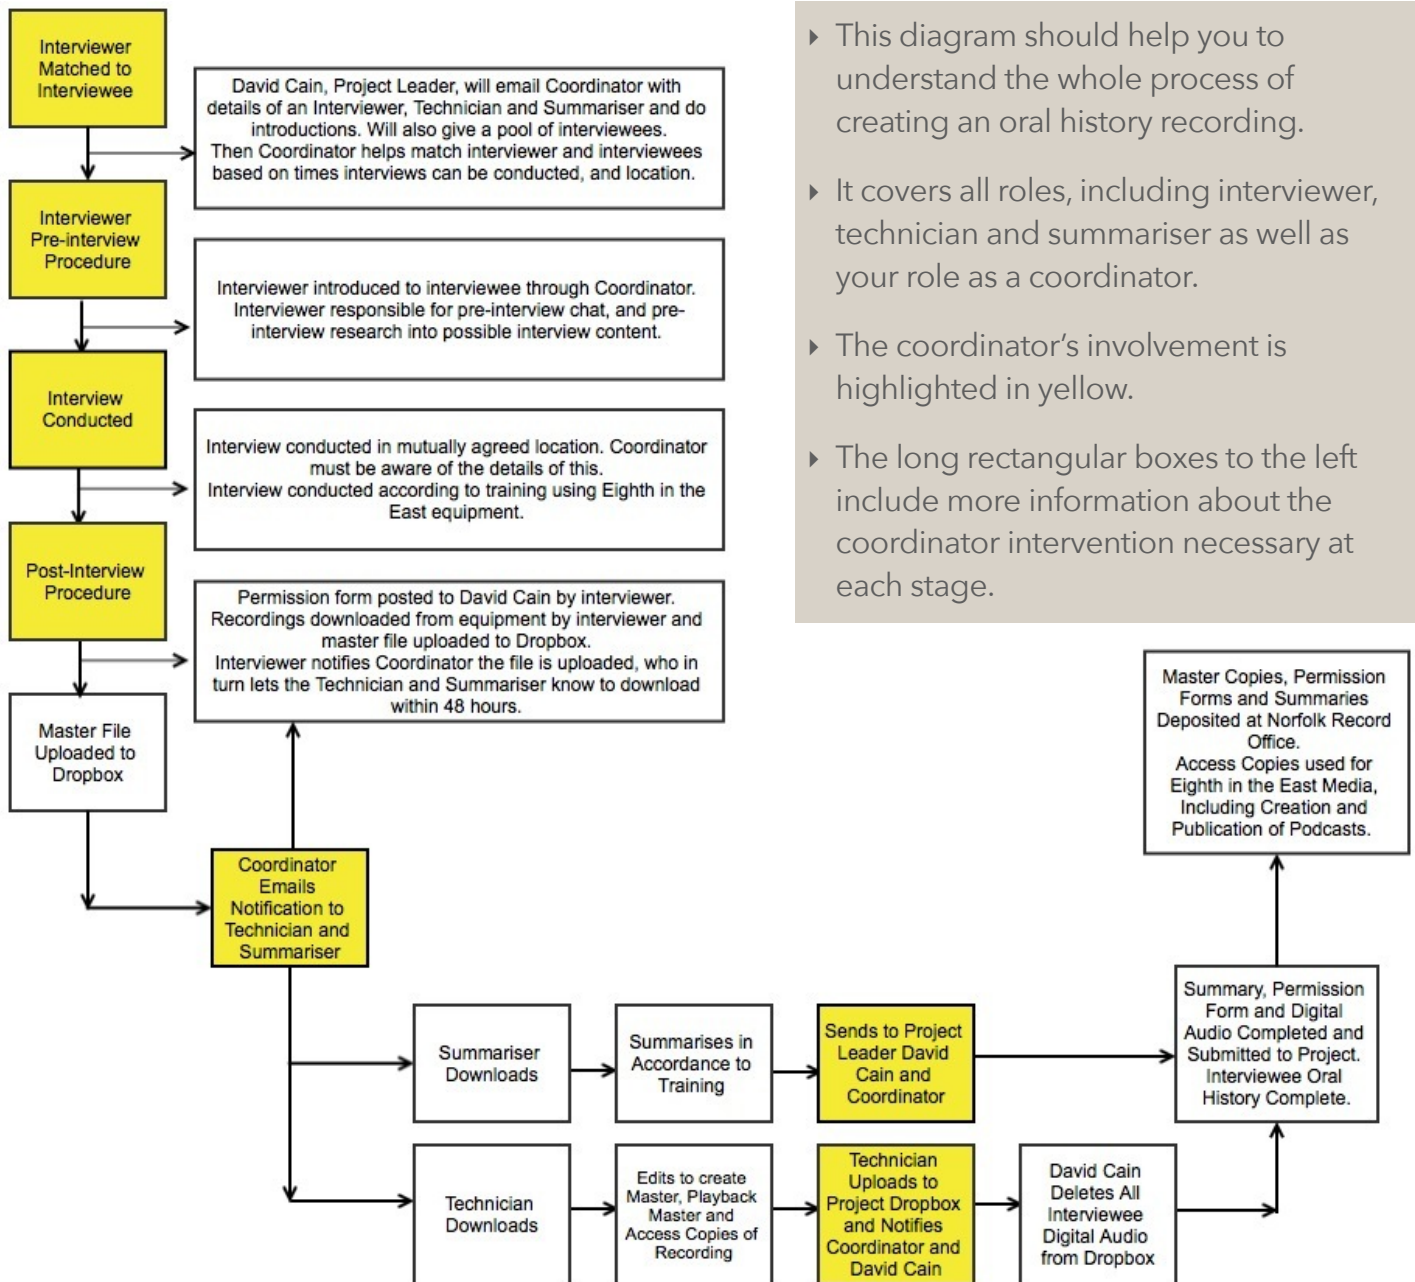 Interviewer
Matched to
Interviewee
David Cain, Project Leader, will email Coordinator with
details of an Interviewer, Technician and Summariser and do
introductions. Will also give a pool of interviewees.
Then Coordinator helps match interviewer and interviewees
based on times interviews can be conducted, and location.
Interviewer
Pre-interview
Procedure
Interviewer introduced to interviewee through Coordinator.
Interviewer responsible for pre-interview chat, and pre-
interview research into possible interview content.
Interview
Conducted
Interview conducted in mutually agreed location. Coordinator
must be aware of the details of this.
Interview conducted according to training using Eighth in the
East equipment.
Post-Interview
Procedure
Permission form posted to David Cain by interviewer.
Recordings downloaded from equipment by interviewer and
master file uploaded to Dropbox.
Interviewer notifies Coordinator the file is uploaded, who in
turn lets the Technician and Summariser know to download
within 48 hours.
Master File
Uploaded to
Dropbox
‣ This diagram should help you to
understand the whole process of
creating an oral history recording.
‣ It covers all roles, including interviewer,
technician and summariser as well as
your role as a coordinator.
‣ The coordinator’s involvement is
highlighted in yellow.
‣ The long rectangular boxes to the left
include more information about the
coordinator intervention necessary at
each stage.
Coordinator
Emails
Notification to
Technician and
Summariser
Summariser
Downloads
Summarises in
Accordance to
Training
Sends to Project
Leader David
Cain and
Coordinator
Technician
Downloads
Edits to create
Master, Playback
Master and
Access Copies of
Recording
Technician
Uploads to
Project Dropbox
and Notifies
Coordinator and
David Cain
David Cain
Deletes All
Interviewee
Digital Audio
from Dropbox
Summary, Permission
Form and Digital
Audio Completed and
Submitted to Project.
Interviewee Oral
History Complete.
Master Copies, Permission
Forms and Summaries
Deposited at Norfolk Record
Office.
Access Copies used for
Eighth in the East Media,
Including Creation and
Publication of Podcasts.